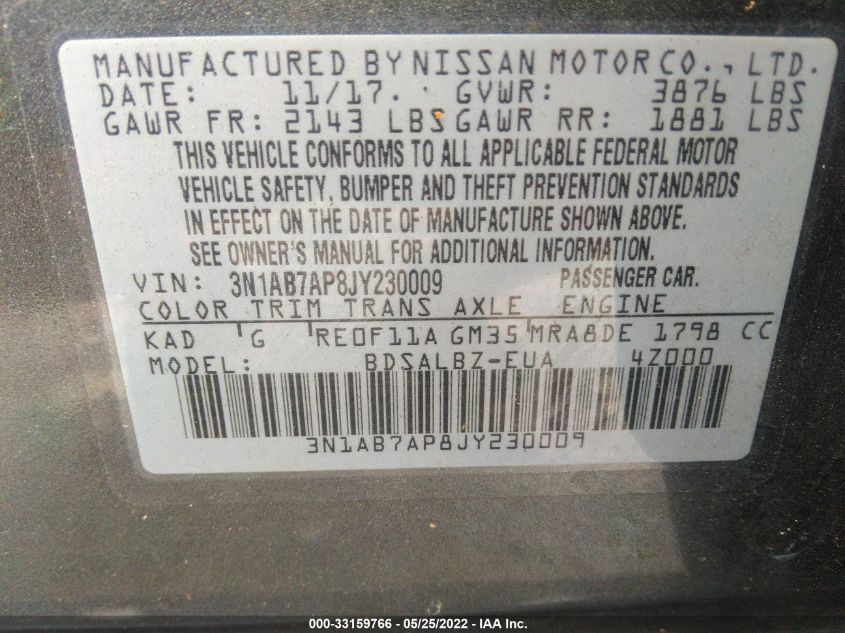 MANUFACTURED BY NISSAN MOTOR CO., LTD.
DATE: 11/17. GVWR: 3876 LBS
GAWR FR: 2143 LBS GAWR RR: 1881 LBS
THIS VEHICLE CONFORMS TO ALL APPLICABLE FEDERAL MOTOR
VEHICLE SAFETY, BUMPER AND THEFT PREVENTION STANDARDS
IN EFFECT ON THE DATE OF MANUFACTURE SHOWN ABOVE.
SEE OWNER'S MANUAL FOR ADDITIONAL INFORMATION.
VIN: 3N1AB7AP8JY230009 PASSENGER CAR.
COLOR TRIM TRANS AXLE ENGINE
KAD G RE0F11A GM35 MRA8DE 1798 CC
MODEL: BDSALBZ-EUA 4Z000
3N1AB7AP8JY230009
000-33159766 - 05/25/2022 - IAA Inc.